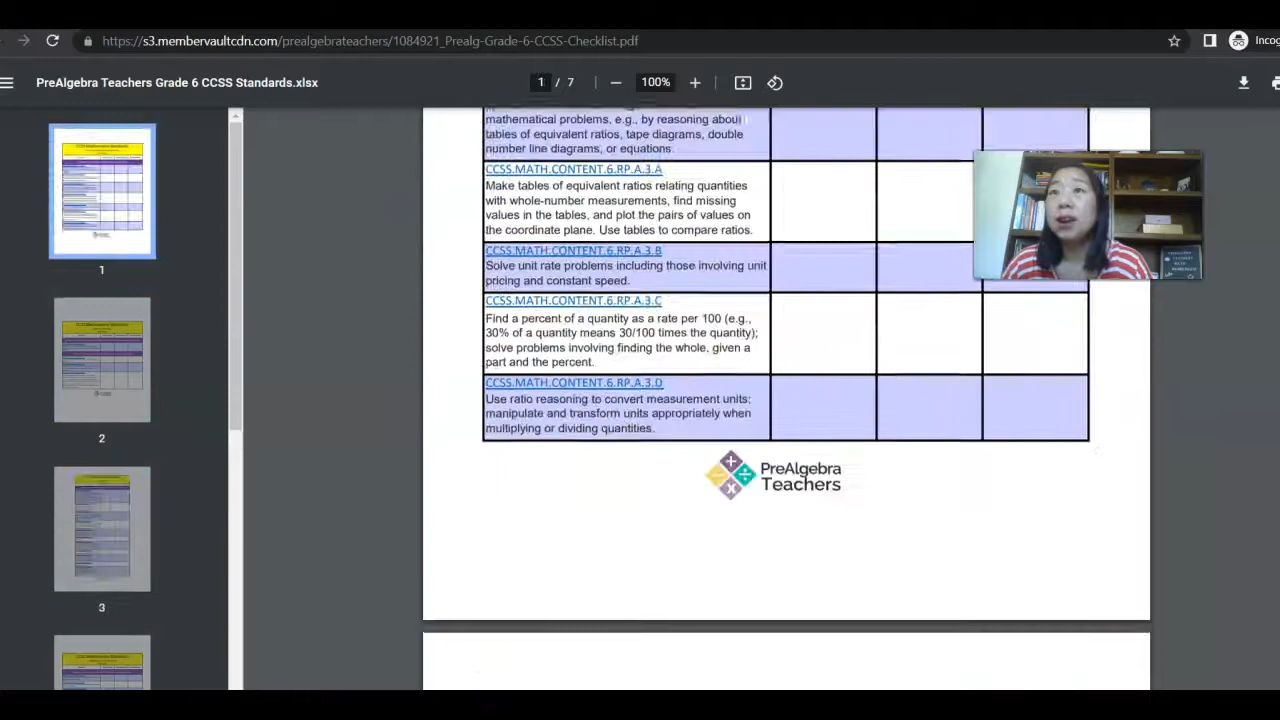 https://s3.membervaultcdn.com/prealgebrateachers/1084921_Prealg-Grade-6-CCSS-Checklist.pdf
Incog
PreAlgebra Teachers Grade 6 CCSS Standards.xlsx
1 / 7
100%
mathematical problems, e.g., by reasoning about
tables of equivalent ratios, tape diagrams, double
number line diagrams, or equations.
CCSS.MATH.CONTENT.6.RP.A.3.A
Make tables of equivalent ratios relating quantities
with whole-number measurements, find missing
values in the tables, and plot the pairs of values on
the coordinate plane. Use tables to compare ratios.
CCSS.MATH.CONTENT.6.RP.A.3.B
Solve unit rate problems including those involving unit
pricing and constant speed.
CCSS.MATH.CONTENT.6.RP.A.3.C
Find a percent of a quantity as a rate per 100 (e.g.,
30% of a quantity means 30/100 times the quantity);
solve problems involving finding the whole, given a
part and the percent.
CCSS.MATH.CONTENT.6.RP.A.3.D
Use ratio reasoning to convert measurement units;
manipulate and transform units appropriately when
multiplying or dividing quantities.
PreAlgebra
Teachers
1
2
3